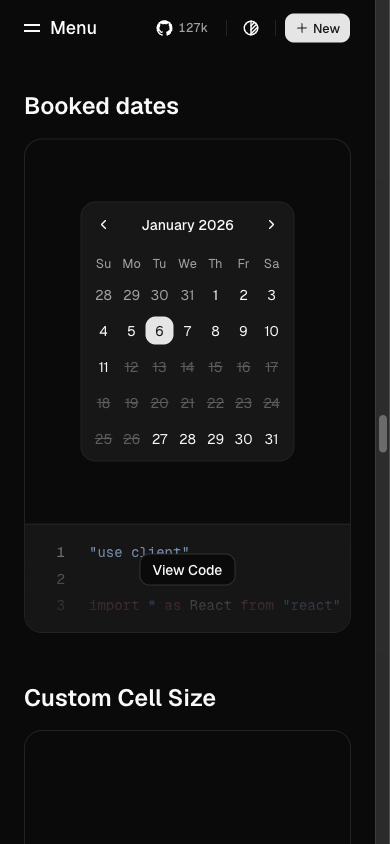 Menu 127k + New
Booked dates
January 2026
Su Mo Tu We Th Fr Sa
28 29 30 31 1 2 3
4 5 6 7 8 9 10
11 12 13 14 15 16 17
18 19 20 21 22 23 24
25 26 27 28 29 30 31
1 "use client"
View Code
2
3 import * as React from "react"
Custom Cell Size